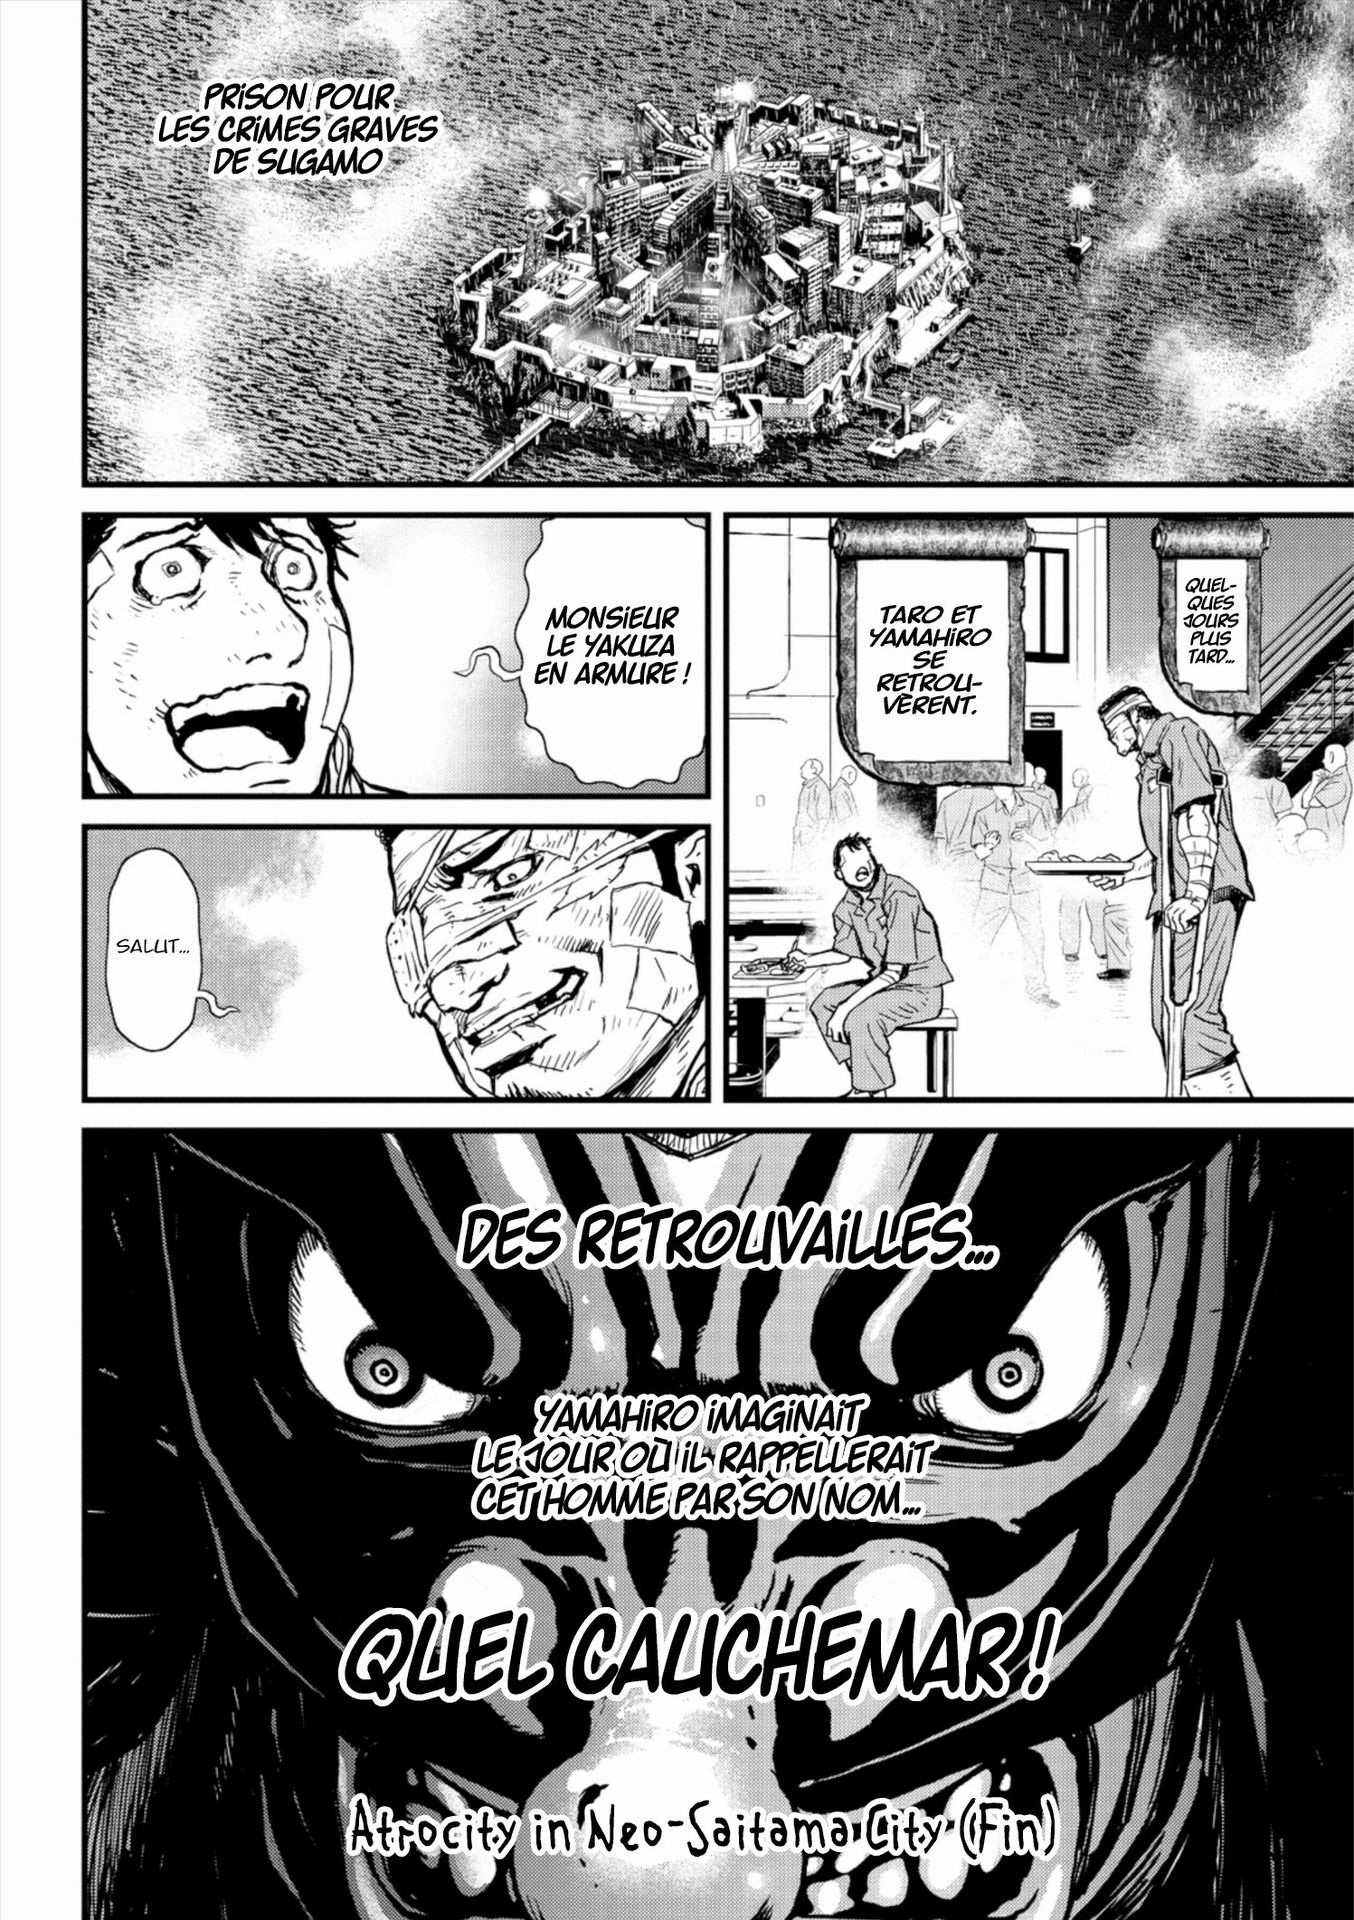 PRISON POUR
LES CRIMES GRAVES
DE SUGAMO
QUEL-
QUES
JOURS
PLUS
TARD...
TARO ET
YAMAHIRO
SE
RETROU-
VÈRENT.
MONSIEUR
LE YAKUZA
EN ARMURE !
SALUT...
DES RETROUVAILLES...
YAMAHIRO IMAGINAIT
LE JOUR OÙ IL RAPPELLERAIT
CET HOMME PAR SON NOM...
QUEL CAUCHEMAR !
Atrocity in Neo-Saitama City (Fin)